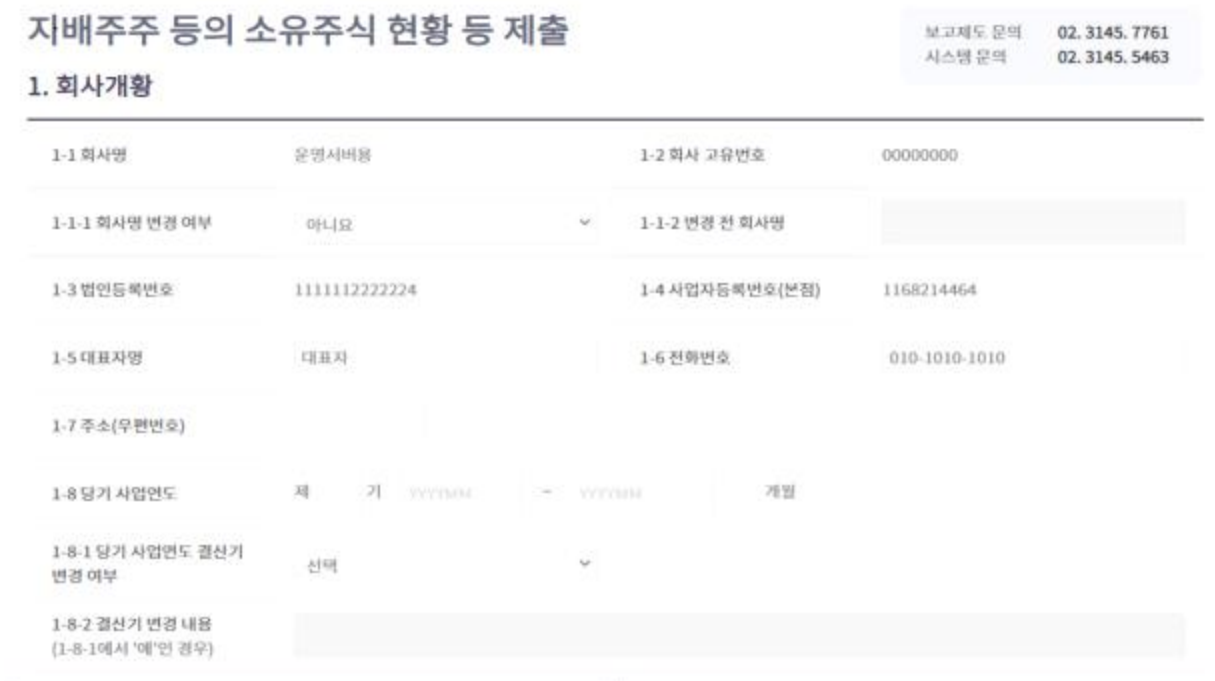 지배주주 등의 소유주식 현황 등 제출
보고제도 문의 02. 3145. 7761
시스템 문의 02. 3145. 5463
1. 회사개황
1-1 회사명 운영서버용 1-2 회사 고유번호 00000000
1-1-1 회사명 변경 여부 아니요 1-1-2 변경 전 회사명
1-3 법인등록번호 1111112222224 1-4 사업자등록번호(본점) 1168214464
1-5 대표자명 대표자 1-6 전화번호 010-1010-1010
1-7 주소(우편번호)
1-8 당기 사업연도 제 기 YYYYMM ~ YYYYMM 개월
1-8-1 당기 사업연도 결산기
변경 여부 선택
1-8-2 결산기 변경 내용
(1-8-1에서 '예'인 경우)